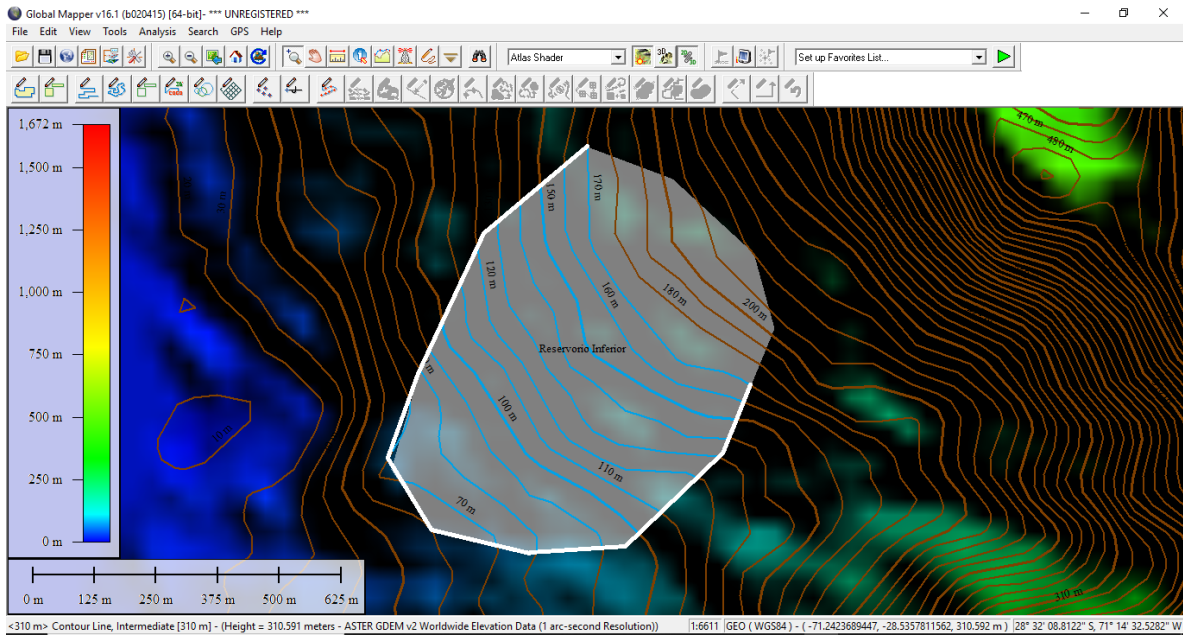 Global Mapper v16.1 (b020415) [64-bit]- *** UNREGISTERED ***
File Edit View Tools Analysis Search GPS Help
Atlas Shader
Set up Favorites List...
1,672 m
1,500 m
1,250 m
1,000 m
750 m
500 m
250 m
0 m
470 m
480 m
150 m
170 m
120 m
160 m
180 m
200 m
Reservorio Inferior
100 m
10 m
110 m
70 m
310 m
0 m 125 m 250 m 375 m 500 m 625 m
<310 m> Contour Line, Intermediate [310 m] - (Height = 310.591 meters - ASTER GDEM v2 Worldwide Elevation Data (1 arc-second Resolution)) 1:6611 GEO ( WGS84 ) - ( -71.2423689447, -28.5357811562, 310.592 m ) 28° 32' 08.8122" S, 71° 14' 32.5282" W